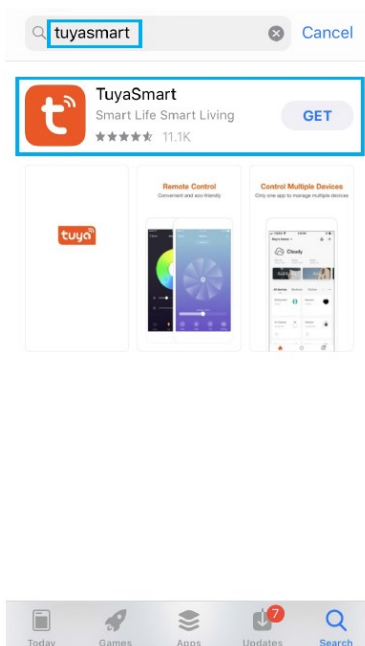 tuyasmart
Cancel
TuyaSmart
Smart Life Smart Living
GET
11.1K
tuya
Remote Control
Convenient and eco-friendly
Control Multiple Devices
Only one app to manage multiple devices
Cloudy
7
Today
Games
Apps
Updates
Search